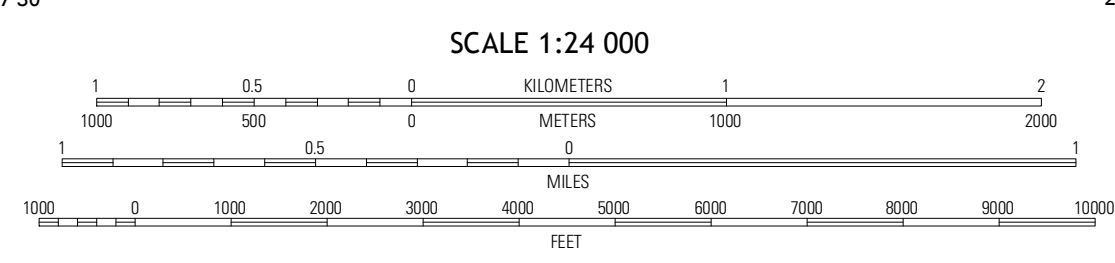 7'30"
2
SCALE 1:24 000
1 0.5 0 KILOMETERS 1 2
1000 500 0 METERS 1000 2000
1 0.5 0 1
MILES
1000 0 1000 2000 3000 4000 5000 6000 7000 8000 9000 10000
FEET